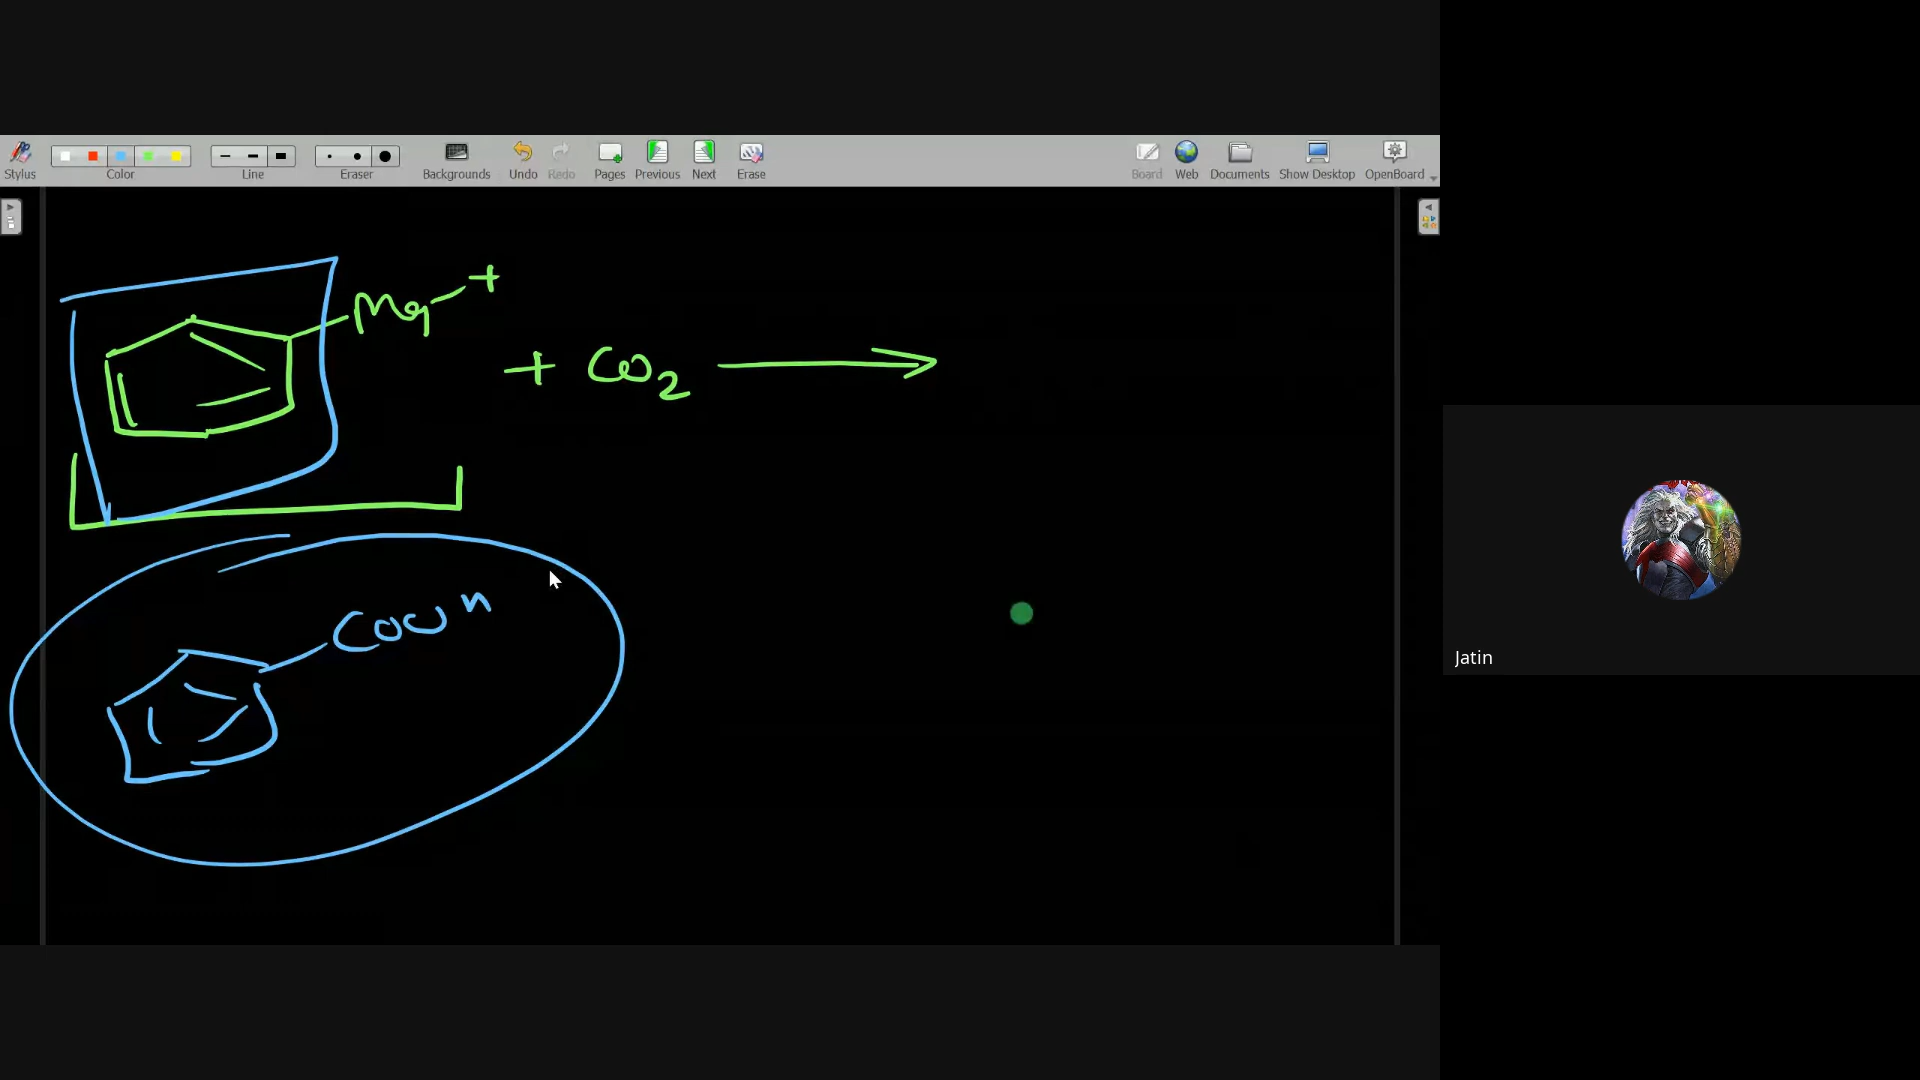 Stylus Color Line Eraser Backgrounds Undo Redo Pages Previous Next Erase Board Web Documents Show Desktop OpenBoard
Mg +
+ CO2
COO
Jatin